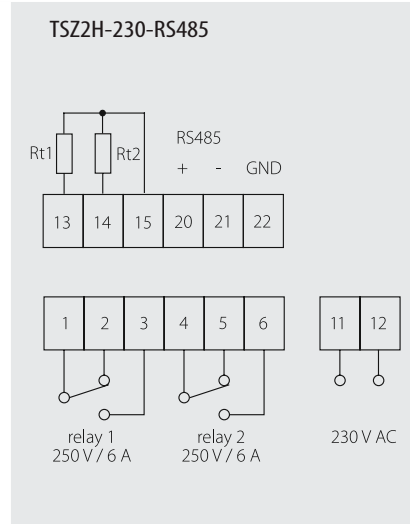 TSZ2H-230-RS485
Rt1 Rt2 RS485
+ - GND
13 14 15 20 21 22
1 2 3 4 5 6 11 12
relay 1 relay 2 230 V AC
250 V / 6 A 250 V / 6 A